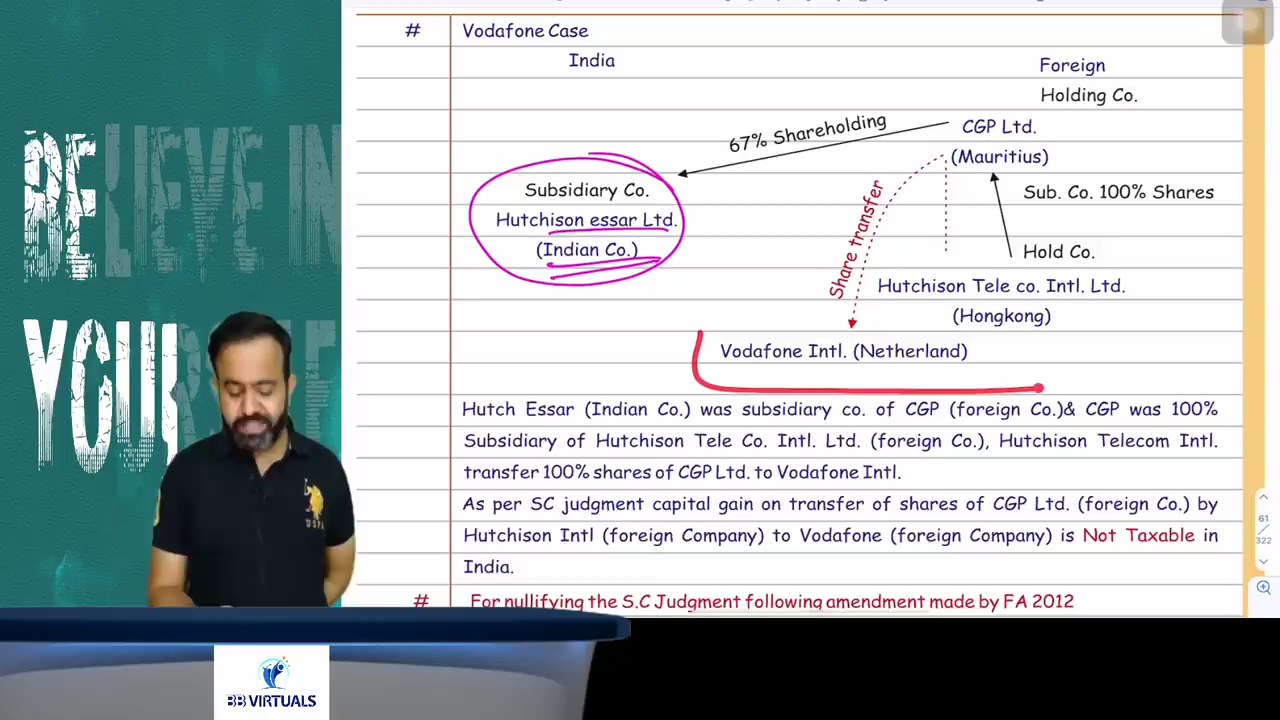 BELIEVE IN
# Vodafone Case
India
Foreign
Holding Co.
67% Shareholding
CGP Ltd.
(Mauritius)
Subsidiary Co.
Sub. Co. 100% Shares
Hutchison essar Ltd.
(Indian Co.)
Share transfer
Hold Co.
Hutchison Tele co. Intl. Ltd.
(Hongkong)
Vodafone Intl. (Netherland)
Hutch Essar (Indian Co.) was subsidiary co. of CGP (foreign Co.)& CGP was 100%
Subsidiary of Hutchison Tele Co. Intl. Ltd. (foreign Co.), Hutchison Telecom Intl.
transfer 100% shares of CGP Ltd. to Vodafone Intl.
As per SC judgment capital gain on transfer of shares of CGP Ltd. (foreign Co.) by
Hutchison Intl (foreign Company) to Vodafone (foreign Company) is Not Taxable in
India.
# For nullifying the S.C Judgment following amendment made by FA 2012
61
322
BB VIRTUALS